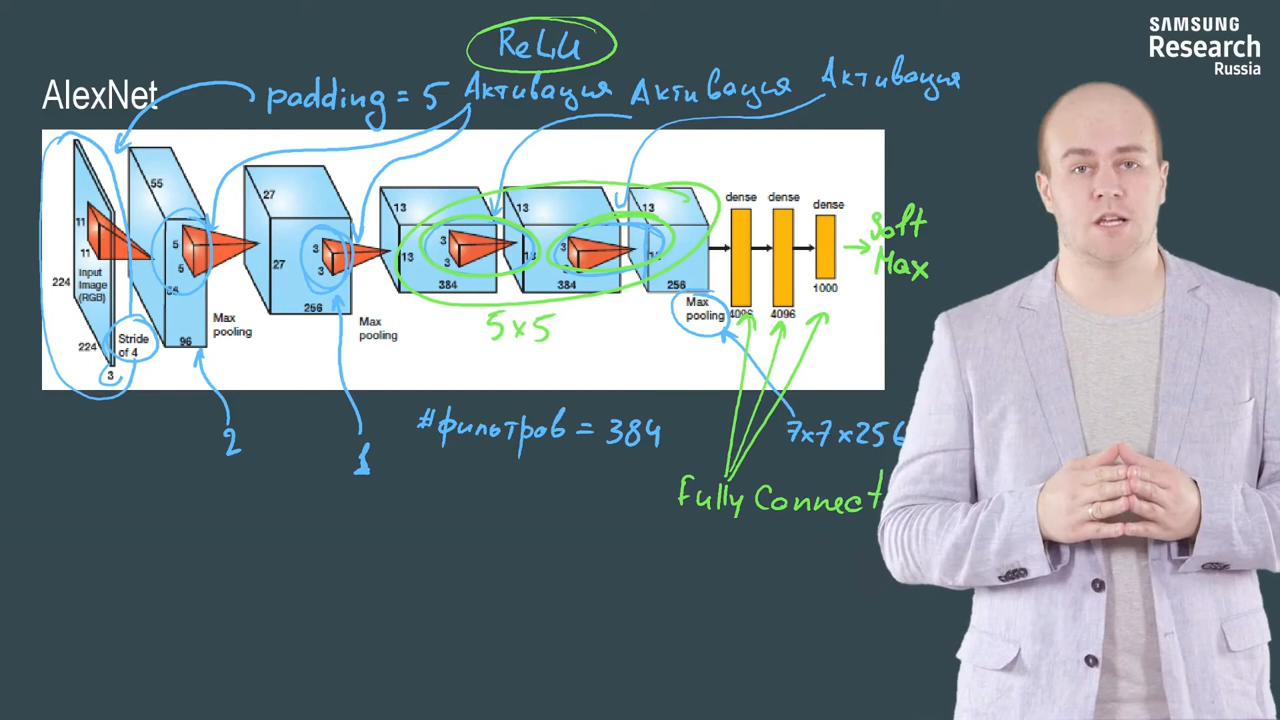 SAMSUNG
Research
Russia
ReLU
AlexNet
padding = 5 Активация Активация Активация
55
27
13
13
13
dense
dense
dense
11
11
5
5
3
3
3
3
3
Soft
Max
Input
Image
(RGB)
224
27
13
1000
384
384
256
256
4096
4096
Max
pooling
Max
pooling
Max
pooling
5x5
224
Stride
of 4
96
3
2
1
#фильтров = 384
7x7x256
Fully Connect